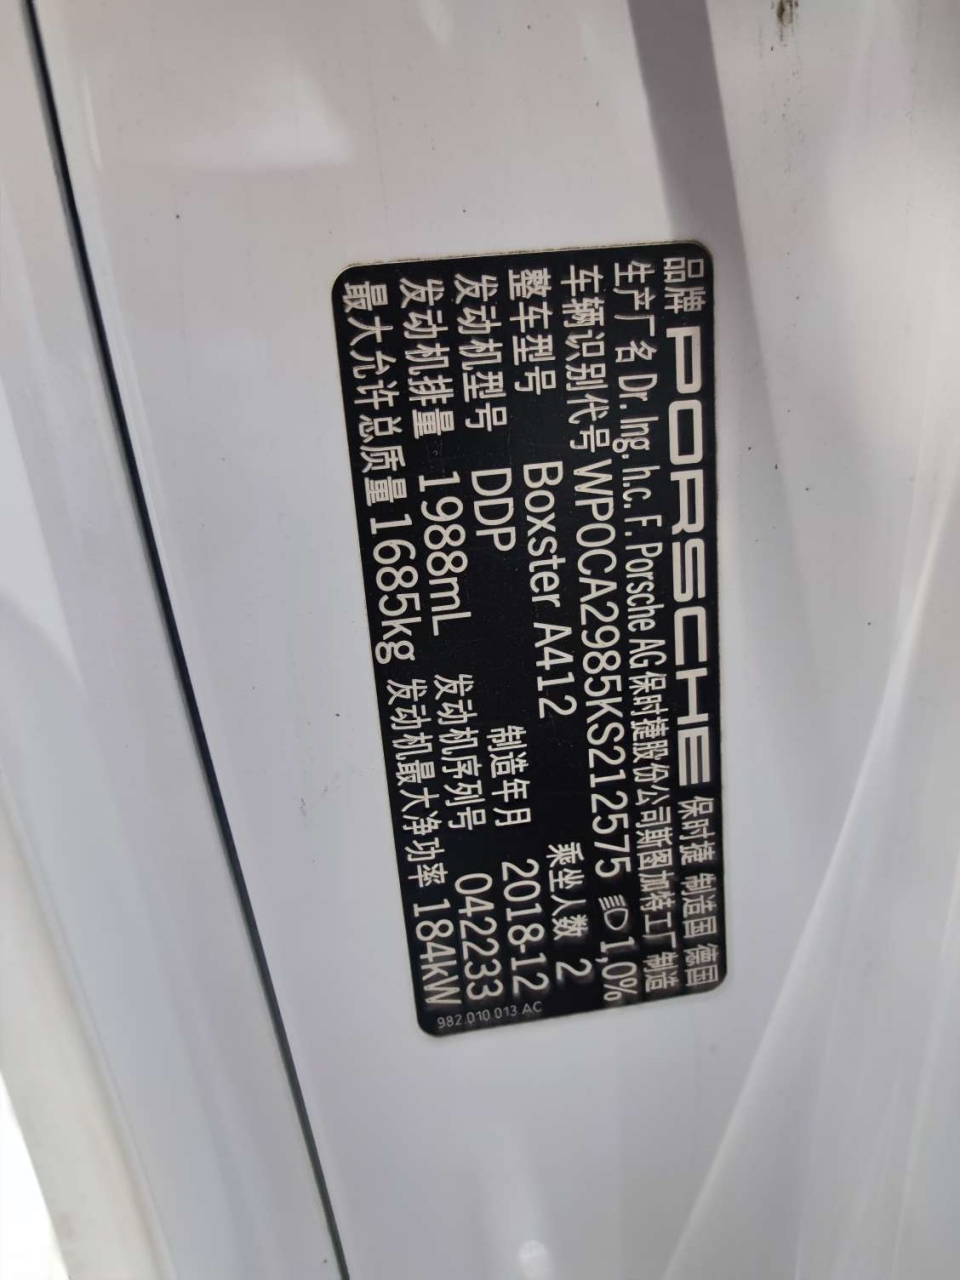 品牌 PORSCHE 保时捷 制造国 德国
生产厂名 Dr. Ing. h.c. F. Porsche AG 保时捷股份公司斯图加特工厂 制造
车辆识别代号 WP0CA2985KS212575 1,0%
整车型号 Boxster A412 乘坐人数 2
发动机型号 DDP 制造年月 2018-12
发动机排量 1988mL 发动机序列号 042233
最大允许总质量 1685kg 发动机最大净功率 184kW
982.010.013.AC